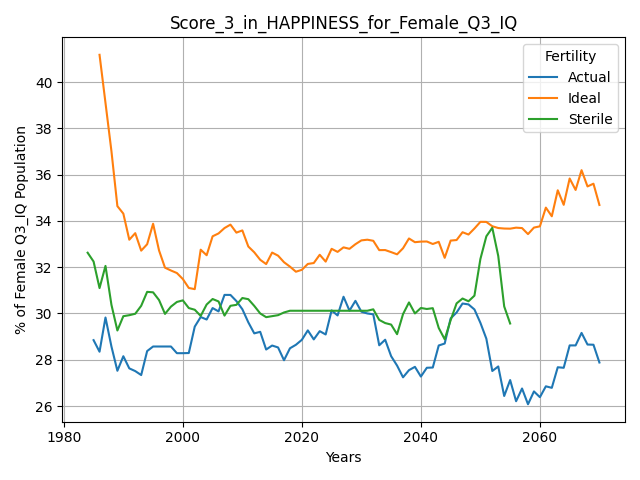 Score_3_in_HAPPINESS_for_Female_Q3_IQ
Fertility
Actual
Ideal
Sterile
% of Female Q3_IQ Population
40
38
36
34
32
30
28
26
1980
2000
2020
2040
2060
Years